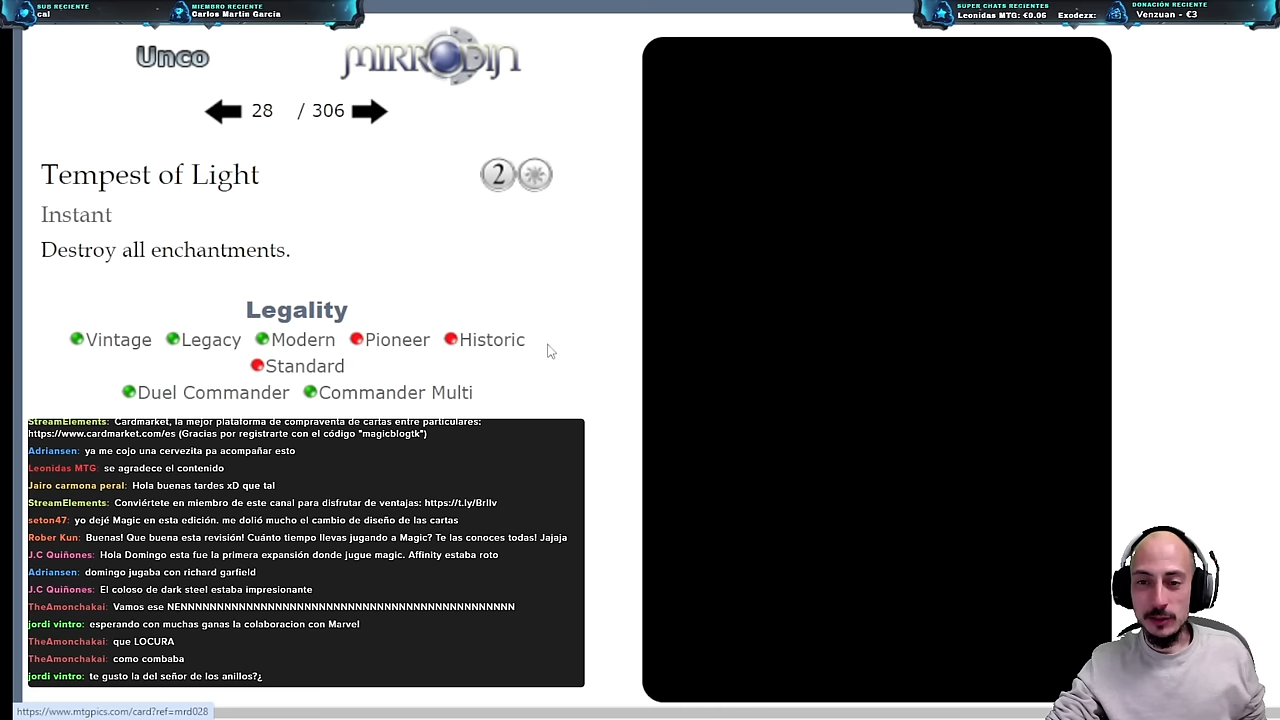 SUB RECIENTE
cal
MIEMBRO RECIENTE
Carlos Martin Garcia
SUPER CHATS RECIENTES
Leonidas MTG: €0.06 Exodezx:
DONACIÓN RECIENTE
Venzuan - €3
Unco
MIRRODIN
28 / 306
Tempest of Light
2
Instant
Destroy all enchantments.
Legality
Vintage Legacy Modern Pioneer Historic
Standard
Duel Commander Commander Multi
StreamElements: Cardmarket, la mejor plataforma de compraventa de cartas entre particulares:
https://www.cardmarket.com/es (Gracias por registrarte con el código "magicblogtk")
Adriansen: ya me cojo una cervezita pa acompañar esto
Leonidas MTG: se agradece el contenido
Jairo carmona peral: Hola buenas tardes xD que tal
StreamElements: Conviértete en miembro de este canal para disfrutar de ventajas: https://t.ly/BrIIv
seton47: yo dejé Magic en esta edición. me dolió mucho el cambio de diseño de las cartas
Rober Kun: Buenas! Que buena esta revisión! Cuánto tiempo llevas jugando a Magic? Te las conoces todas! Jajaja
J.C Quiñones: Hola Domingo esta fue la primera expansión donde jugue magic. Affinity estaba roto
Adriansen: domingo jugaba con richard garfield
J.C Quiñones: El coloso de dark steel estaba impresionante
TheAmonchakai: Vamos ese NENNNNNNNNNNNNNNNNNNNNNNNNNNNNNNNNNNNNNNNNNNNNNN
jordi vintro: esperando con muchas ganas la colaboracion con Marvel
TheAmonchakai: que LOCURA
TheAmonchakai: como combaba
jordi vintro: te gusto la del señor de los anillos?¿
https://www.mtgpics.com/card?ref=mrd028